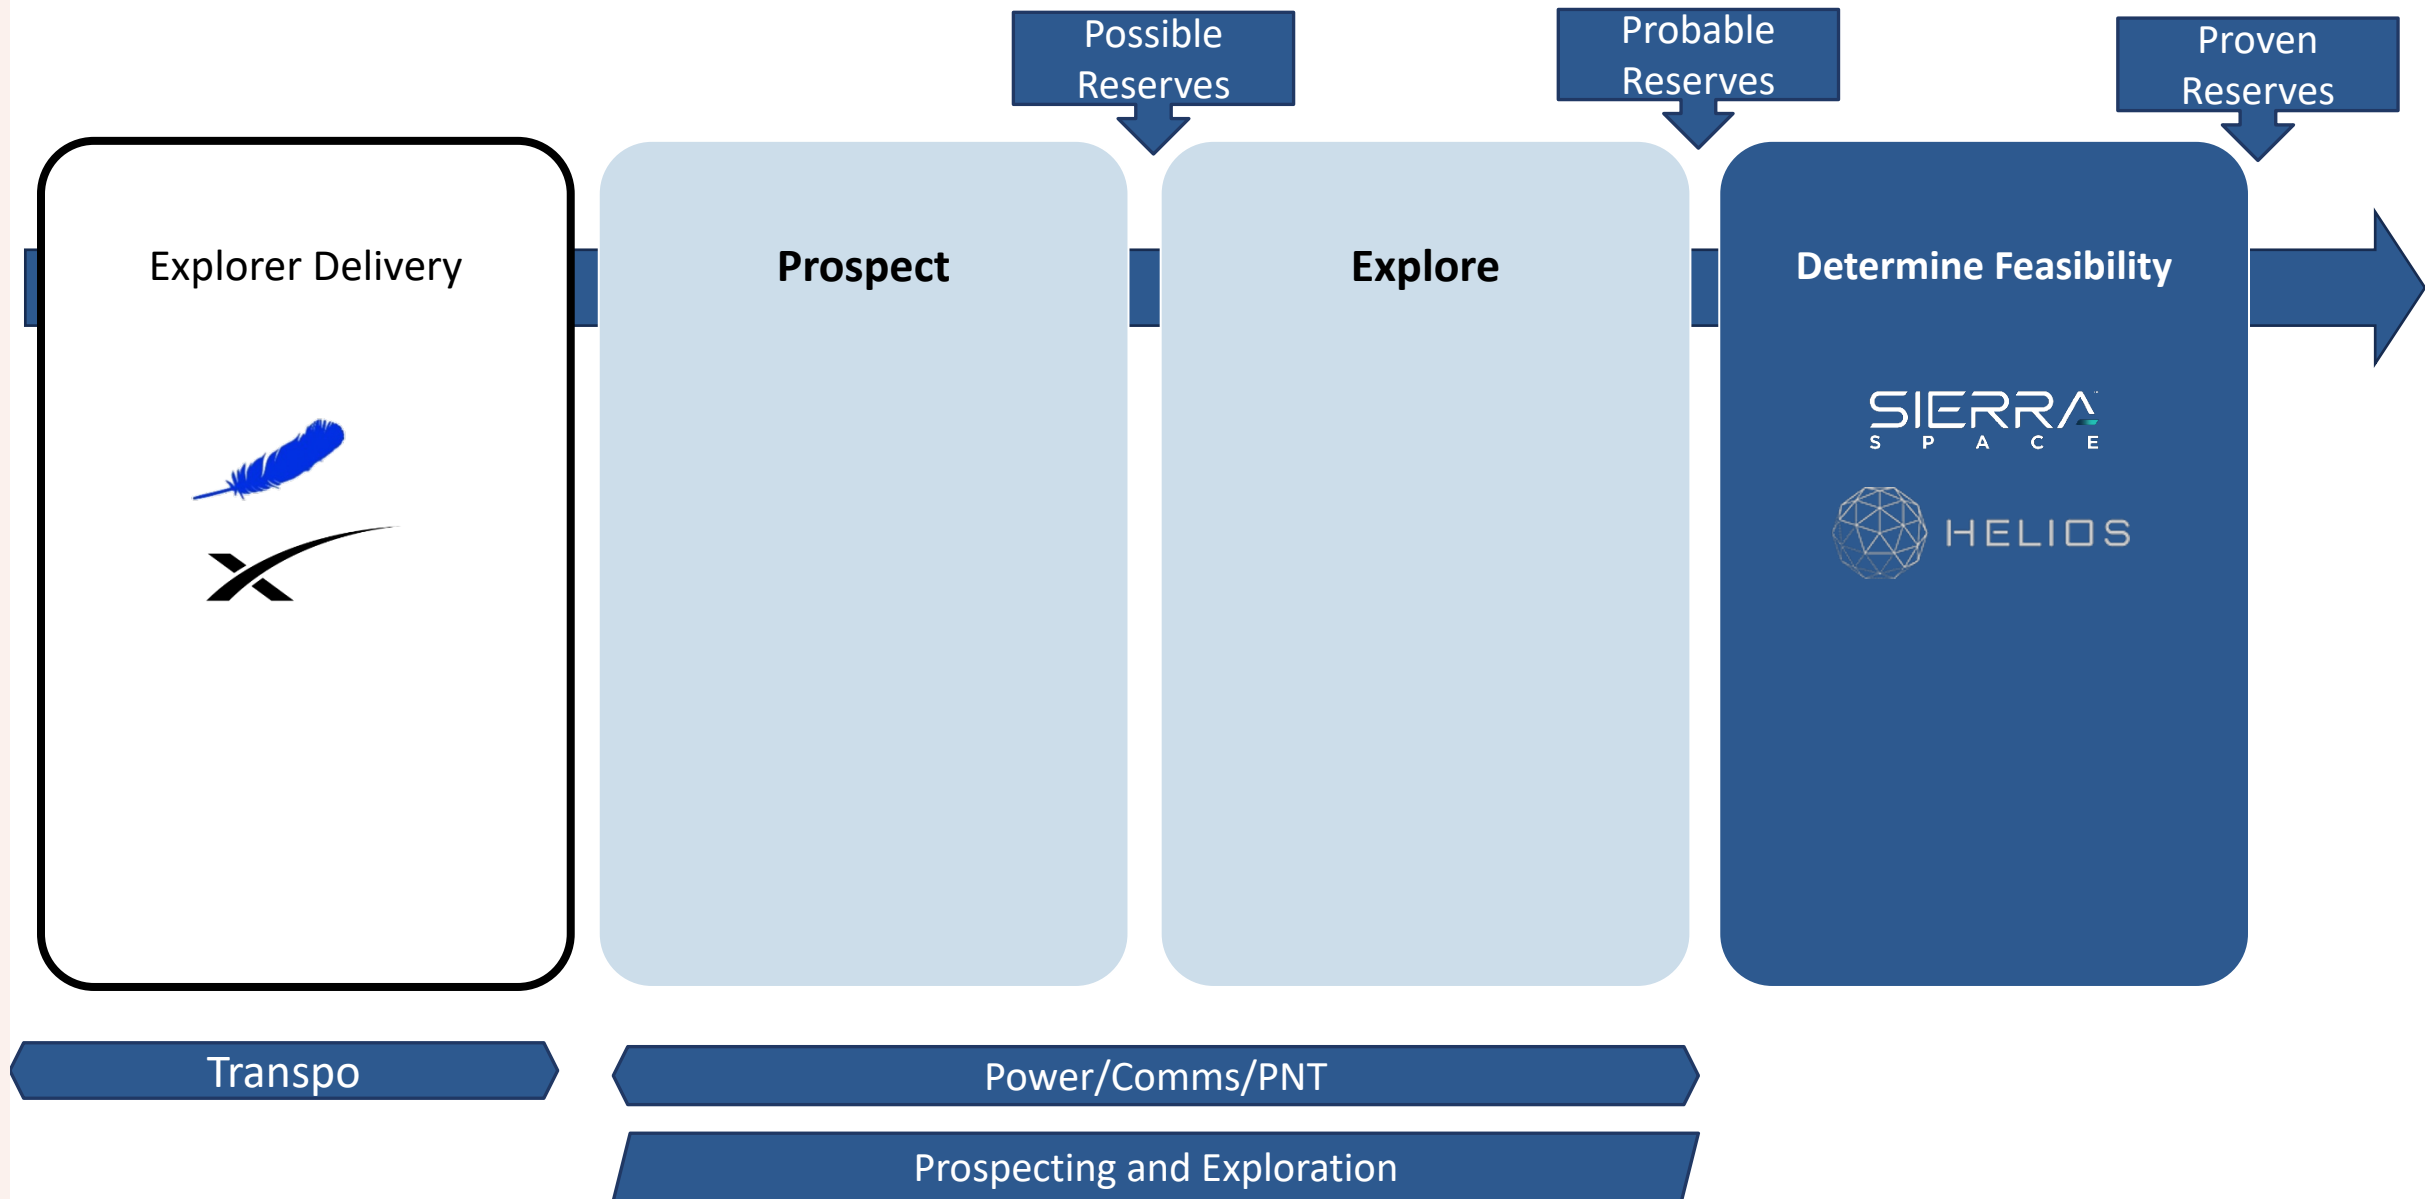 Possible
Reserves
Probable
Reserves
Proven
Reserves
Explorer Delivery
Prospect
Explore
Determine Feasibility
SIERRA
SPACE
HELIOS
Transpo
Power/Comms/PNT
Prospecting and Exploration